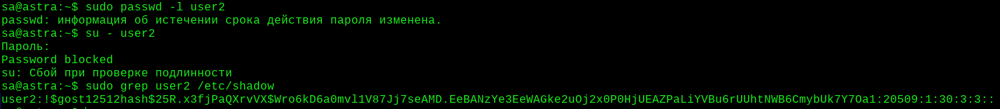 sa@astra:~$ sudo passwd -l user2
passwd: информация об истечении срока действия пароля изменена.
sa@astra:~$ su - user2
Пароль:
Password blocked
su: Сбой при проверке подлинности
sa@astra:~$ sudo grep user2 /etc/shadow
user2:!$gost12512hash$25R.x3fjPaQXrvVX$Wro6kD6a0mvl1V87Jj7seAMD.EeBANzYe3EeWAGke2uOj2x0P0HjUEAZPaLiYVBu6rUUhtNWB6CmybUk7Y7Oa1:20509:1:30:3:3::